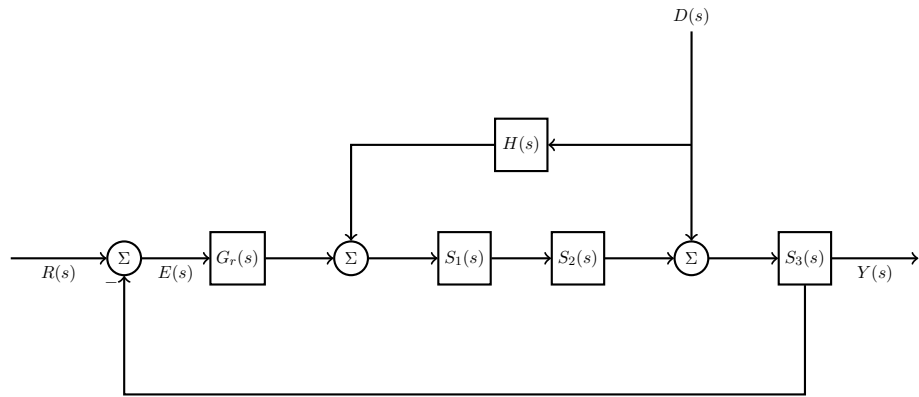 D(s)
H(s)
Σ
G_r(s)
Σ
S_1(s)
S_2(s)
Σ
S_3(s)
R(s)
−
E(s)
Y(s)